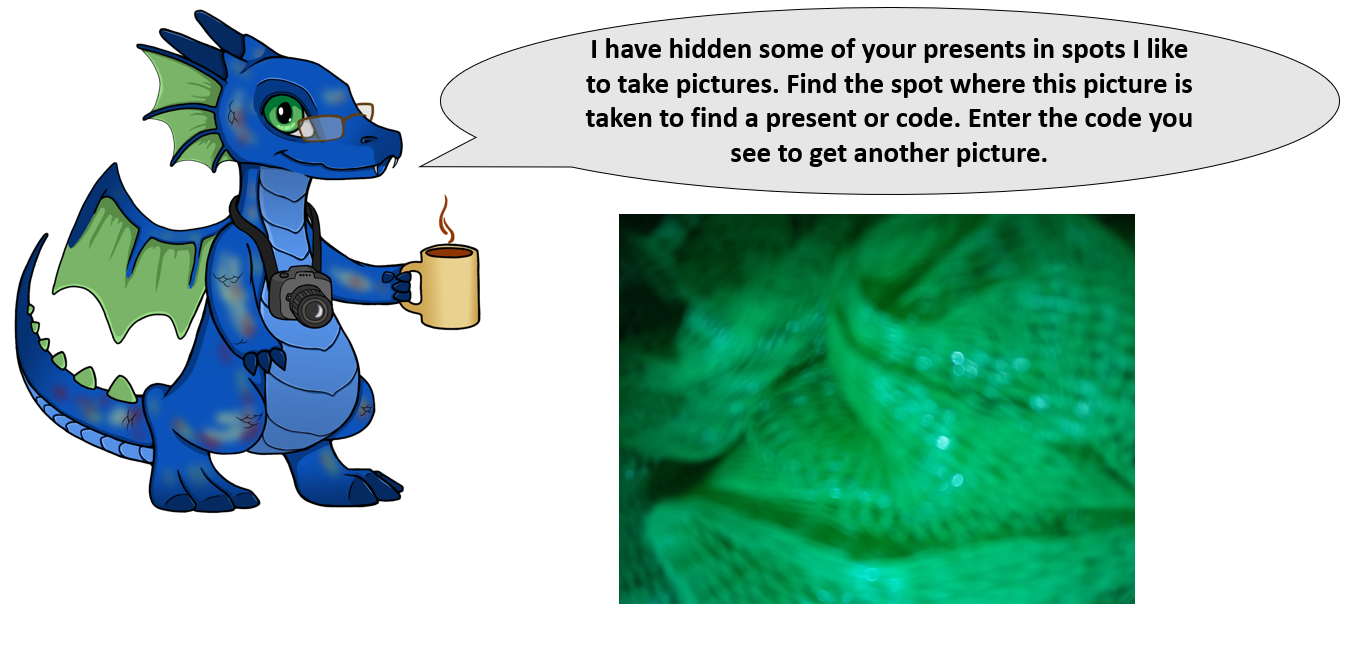 I have hidden some of your presents in spots I like
to take pictures. Find the spot where this picture is
taken to find a present or code. Enter the code you
see to get another picture.